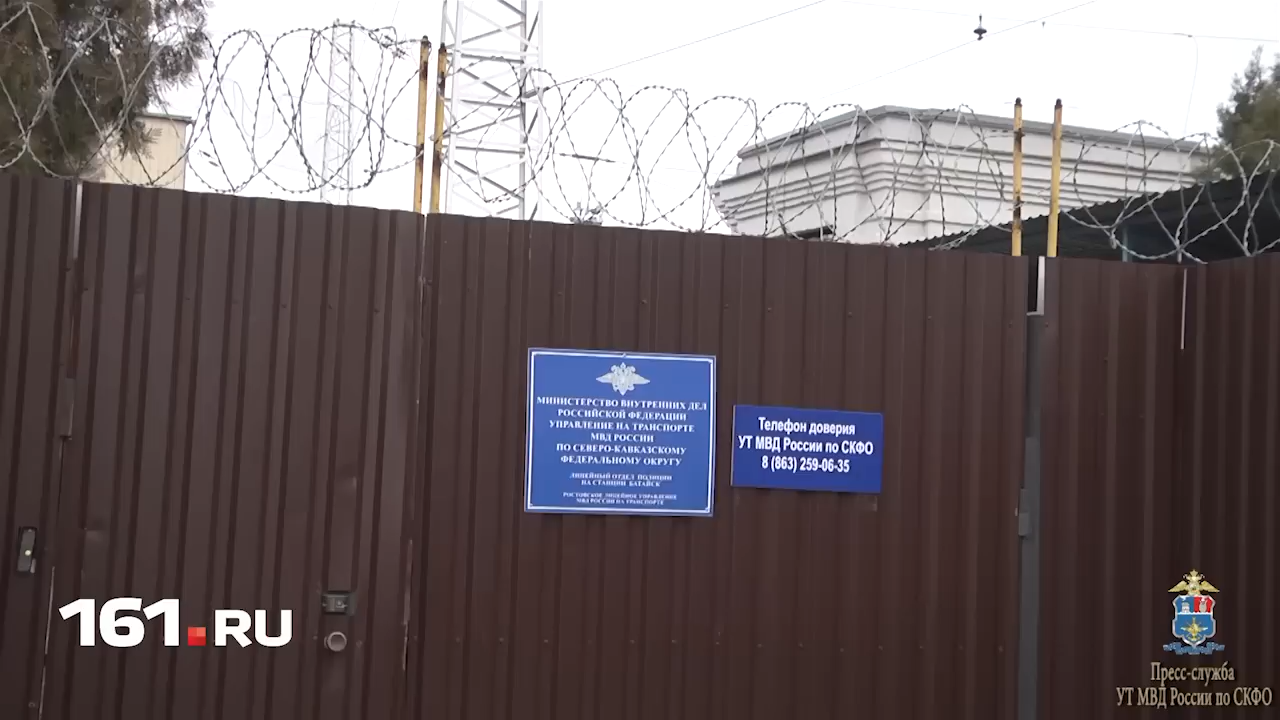 МИНИСТЕРСТВО ВНУТРЕННИХ ДЕЛ
РОССИЙСКОЙ ФЕДЕРАЦИИ
УПРАВЛЕНИЕ НА ТРАНСПОРТЕ
МВД РОССИИ
ПО СЕВЕРО-КАВКАЗСКОМУ
ФЕДЕРАЛЬНОМУ ОКРУГУ
ЛИНЕЙНЫЙ ОТДЕЛ ПОЛИЦИИ
НА СТАНЦИИ БАТАЙСК
РОСТОВСКОЕ ЛИНЕЙНОЕ УПРАВЛЕНИЕ
МВД РОССИИ НА ТРАНСПОРТЕ
Телефон доверия
УТ МВД России по СКФО
8 (863) 259-06-35
161.RU
Пресс-служба
УТ МВД России по СКФО